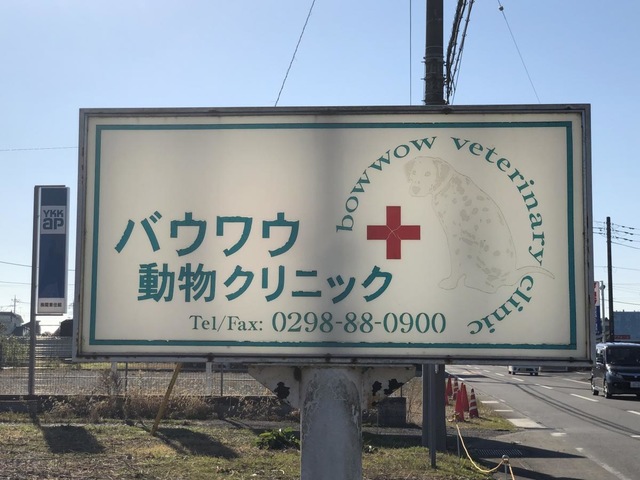 バウワウ
動物クリニック
Tel/Fax: 0298-88-0900
bowwow veterinary clinic
YKK
ap